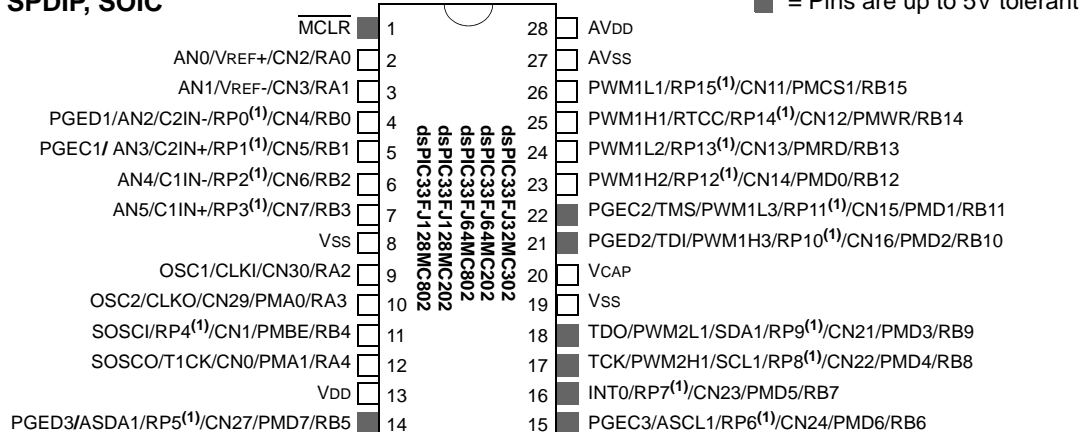 SPDIP, SOIC
= Pins are up to 5V tolerant
MCLR 1
AN0/VREF+/CN2/RA0 2
AN1/VREF-/CN3/RA1 3
PGED1/AN2/C2IN-/RP0(1)/CN4/RB0 4
PGEC1/ AN3/C2IN+/RP1(1)/CN5/RB1 5
AN4/C1IN-/RP2(1)/CN6/RB2 6
AN5/C1IN+/RP3(1)/CN7/RB3 7
VSS 8
OSC1/CLKI/CN30/RA2 9
OSC2/CLKO/CN29/PMA0/RA3 10
SOSCI/RP4(1)/CN1/PMBE/RB4 11
SOSCO/T1CK/CN0/PMA1/RA4 12
VDD 13
PGED3/ASDA1/RP5(1)/CN27/PMD7/RB5 14
dsPIC33FJ32MC302
dsPIC33FJ64MC202
dsPIC33FJ64MC802
dsPIC33FJ128MC202
dsPIC33FJ128MC802
28 AVDD
27 AVSS
26 PWM1L1/RP15(1)/CN11/PMCS1/RB15
25 PWM1H1/RTCC/RP14(1)/CN12/PMWR/RB14
24 PWM1L2/RP13(1)/CN13/PMRD/RB13
23 PWM1H2/RP12(1)/CN14/PMD0/RB12
22 PGEC2/TMS/PWM1L3/RP11(1)/CN15/PMD1/RB11
21 PGED2/TDI/PWM1H3/RP10(1)/CN16/PMD2/RB10
20 VCAP
19 VSS
18 TDO/PWM2L1/SDA1/RP9(1)/CN21/PMD3/RB9
17 TCK/PWM2H1/SCL1/RP8(1)/CN22/PMD4/RB8
16 INT0/RP7(1)/CN23/PMD5/RB7
15 PGEC3/ASCL1/RP6(1)/CN24/PMD6/RB6